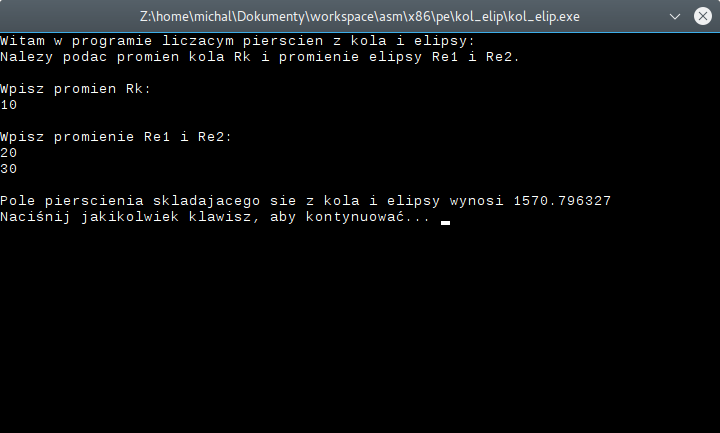 Z:\home\michal\Dokumenty\workspace\asm\x86\pe\kol_elip\kol_elip.exe
Witam w programie liczacym pierscien z kola i elipsy:
Nalezy podac promien kola Rk i promienie elipsy Re1 i Re2.
Wpisz promien Rk:
10
Wpisz promienie Re1 i Re2:
20
30
Pole pierscienia skladajacego sie z kola i elipsy wynosi 1570.796327
Naciśnij jakikolwiek klawisz, aby kontynuować...